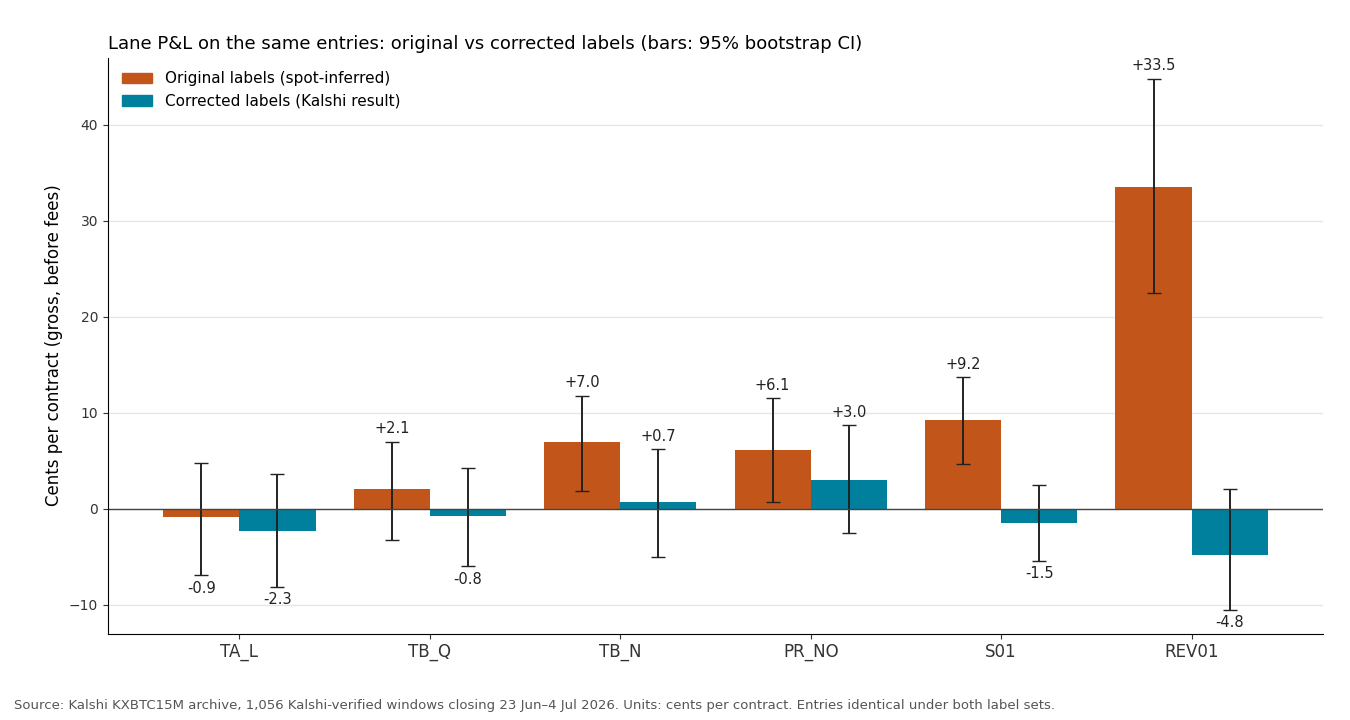 Lane P&L on the same entries: original vs corrected labels (bars: 95% bootstrap CI)
Original labels (spot-inferred)
Corrected labels (Kalshi result)
Cents per contract (gross, before fees)
40
30
20
10
0
−10
-0.9
-2.3
+2.1
-0.8
+7.0
+0.7
+6.1
+3.0
+9.2
-1.5
+33.5
-4.8
TA_L
TB_Q
TB_N
PR_NO
S01
REV01
Source: Kalshi KXBTC15M archive, 1,056 Kalshi-verified windows closing 23 Jun–4 Jul 2026. Units: cents per contract. Entries identical under both label sets.